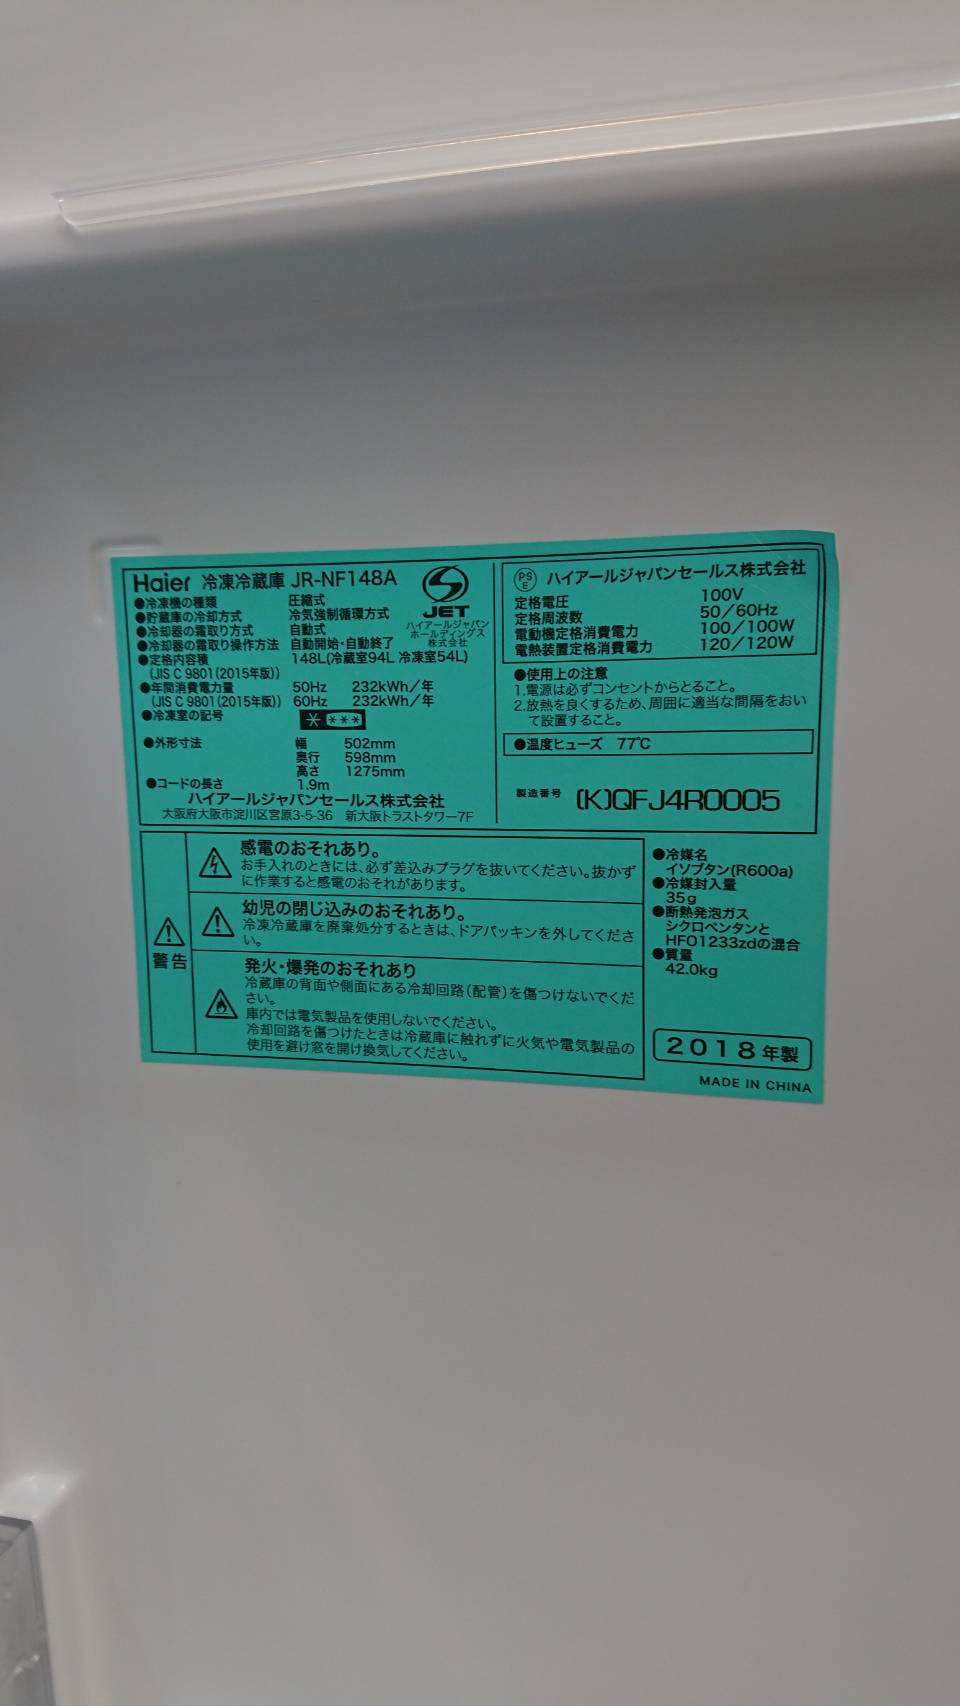 Haier 冷凍冷蔵庫 JR-NF148A
●冷凍機の種類 圧縮式
●貯蔵庫の冷却方式 冷気強制循環方式
●冷却器の霜取り方式 自動式
●冷却器の霜取り操作方法 自動開始・自動終了
●定格内容積 148L(冷蔵室94L 冷凍室54L)
(JIS C 9801(2015年版))
●年間消費電力量 50Hz 232kWh/年
(JIS C 9801(2015年版)) 60Hz 232kWh/年
●冷凍室の記号
●外形寸法 幅 502mm
奥行 598mm
高さ 1275mm
●コードの長さ 1.9m
ハイアールジャパンセールス株式会社
大阪府大阪市淀川区宮原3-5-36 新大阪トラストタワー7F
JET
ハイアールジャパン
ホールディングス
株式会社
PS
E
ハイアールジャパンセールス株式会社
定格電圧 100V
定格周波数 50/60Hz
電動機定格消費電力 100/100W
電熱装置定格消費電力 120/120W
●使用上の注意
1.電源は必ずコンセントからとること。
2.放熱を良くするため、周囲に適当な間隔をおい
て設置すること。
●温度ヒューズ 77℃
製造番号 (K)QFJ4R0005
警告
感電のおそれあり。
お手入れのときには、必ず差込みプラグを抜いてください。抜かず
に作業すると感電のおそれがあります。
幼児の閉じ込みのおそれあり。
冷凍冷蔵庫を廃棄処分するときは、ドアパッキンを外してくださ
い。
発火・爆発のおそれあり
冷蔵庫の背面や側面にある冷却回路(配管)を傷つけないでくだ
さい。
庫内では電気製品を使用しないでください。
冷却回路を傷つけたときは冷蔵庫に触れずに火気や電気製品の
使用を避け窓を開け換気してください。
●冷媒名
イソブタン(R600a)
●冷媒封入量
35g
●断熱発泡ガス
シクロペンタンと
HFO1233zdの混合
●質量
42.0kg
2018年製
MADE IN CHINA